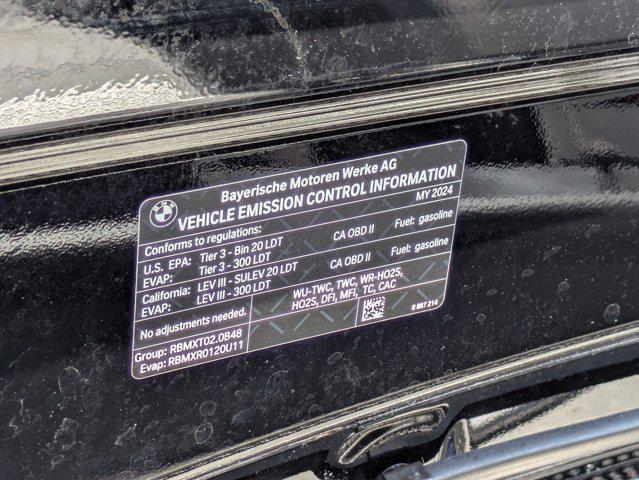 Bayerische Motoren Werke AG
VEHICLE EMISSION CONTROL INFORMATION
MY 2024
Conforms to regulations:
U.S. EPA: Tier 3 - Bin 20 LDT CA OBD II Fuel: gasoline
EVAP: Tier 3 - 300 LDT
California: LEV III - SULEV 20 LDT CA OBD II Fuel: gasoline
EVAP: LEV III - 300 LDT
No adjustments needed.
WU-TWC, TWC, WR-HO2S,
HO2S, DFI, MFI, TC, CAC
Group: RBMXT02.0B48
Evap: RBMXR0120U11
5 867 214